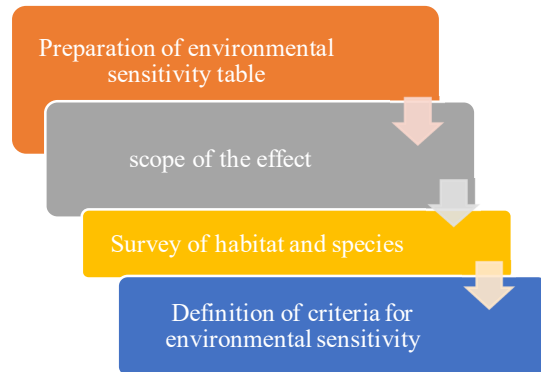 Preparation of environmental
sensitivity table
scope of the effect
Survey of habitat and species
Definition of criteria for
environmental sensitivity